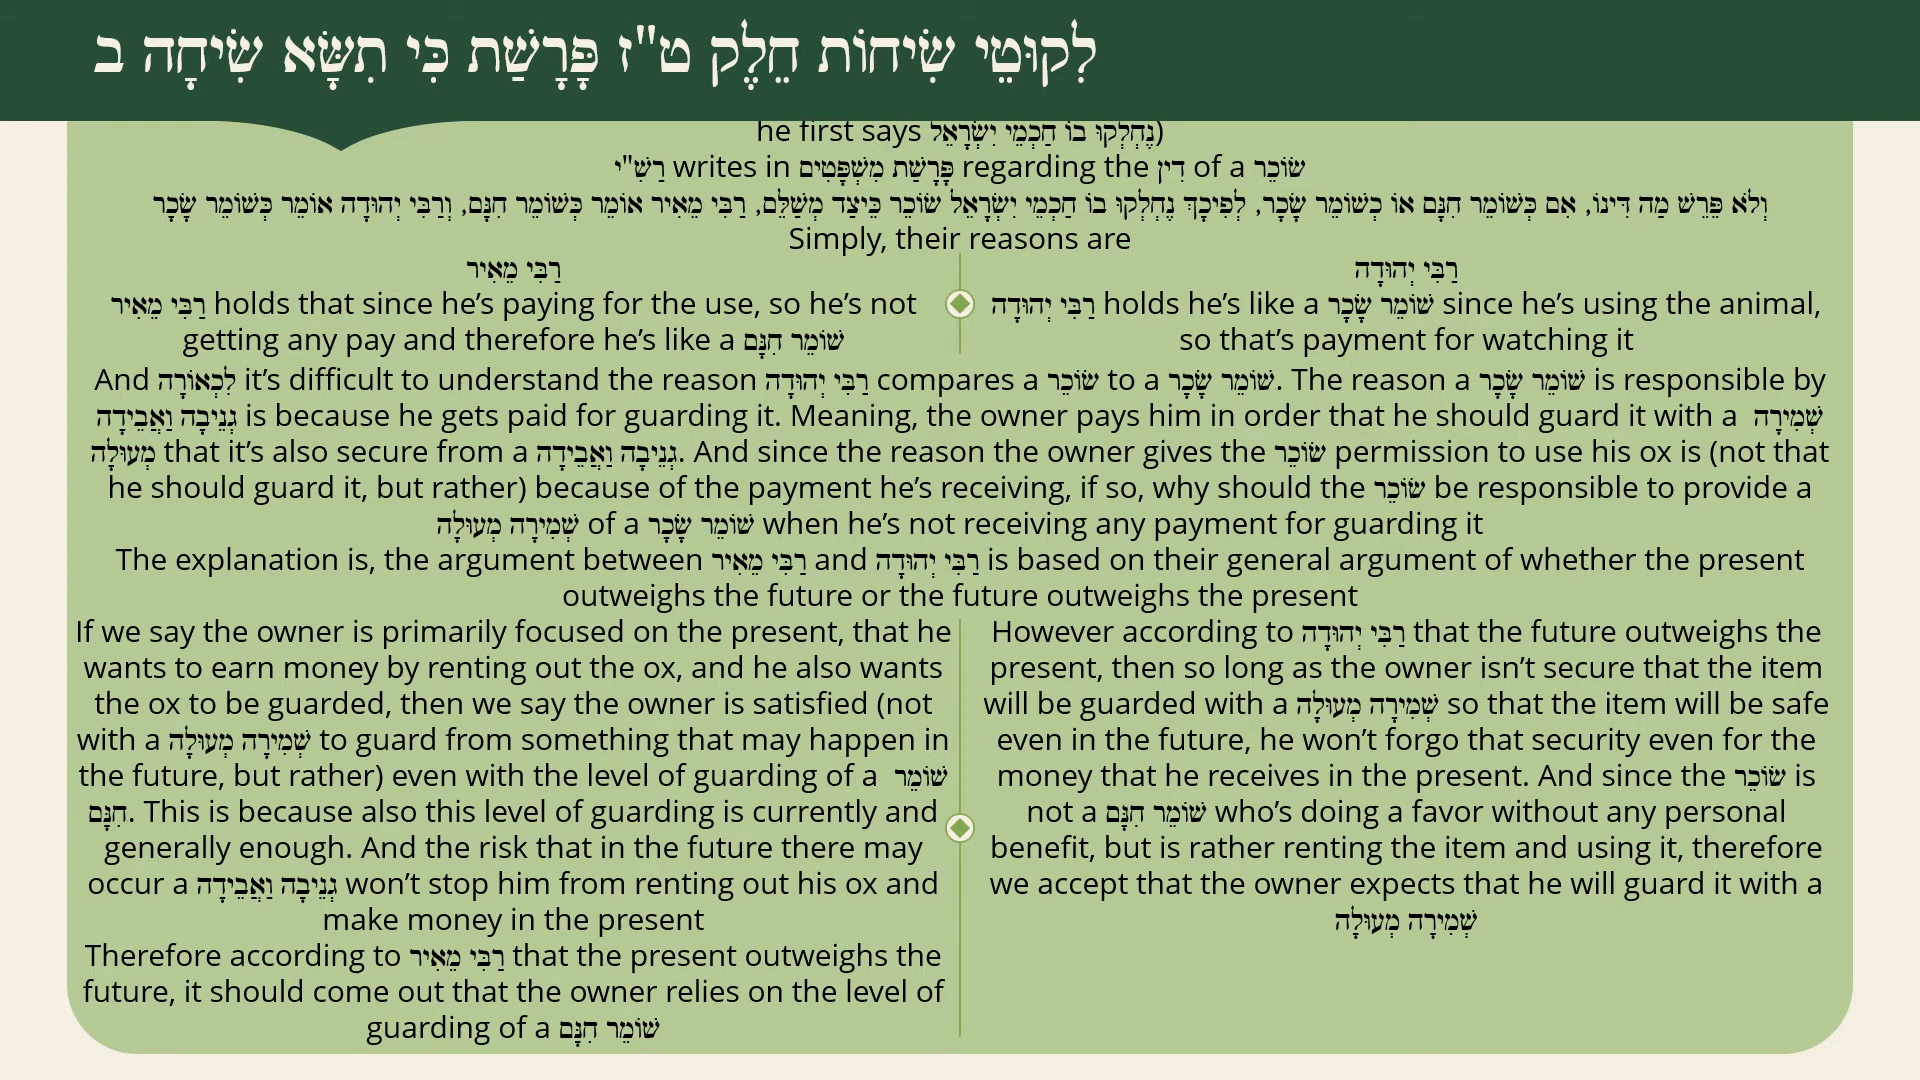 לִקוּטֵי שִׂיחוֹת חֵלֶק ט"ז פָּרָשַׁת כִּי תִשָּׂא שִׂיחָה ב
he first says נֶחְלְקוּ בוֹ חַכְמֵי יִשְׂרָאֵל)
רַשִׁ"י writes in פָּרָשַׁת מִשְׁפָּטִים regarding the דִין of a שׂוֹכֵר
וְלֹא פֵּרֵשׁ מַה דִּינוֹ, אִם כְּשׁוֹמֵר חִנָּם אוֹ כְשׁוֹמֵר שָׂכָר, לְפִיכָךְ נֶחְלְקוּ בוֹ חַכְמֵי יִשְׂרָאֵל שׂוֹכֵר כֵּיצַד מְשַׁלֵּם, רַבִּי מֵאִיר אוֹמֵר כְּשׁוֹמֵר חִנָּם, וְרַבִּי יְהוּדָה אוֹמֵר כְּשׁוֹמֵר שָׂכָר
Simply, their reasons are
רַבִּי מֵאִיר
רַבִּי מֵאִיר holds that since he’s paying for the use, so he’s not
getting any pay and therefore he’s like a שׁוֹמֵר חִנָּם
רַבִּי יְהוּדָה
רַבִּי יְהוּדָה holds he’s like a שׁוֹמֵר שָׂכָר since he’s using the animal,
so that’s payment for watching it
And לִכְאוֹרָה it’s difficult to understand the reason רַבִּי יְהוּדָה compares a שׂוֹכֵר to a שׁוֹמֵר שָׂכָר. The reason a שׁוֹמֵר שָׂכָר is responsible by
גְנֵיבָה וַאֲבֵידָה is because he gets paid for guarding it. Meaning, the owner pays him in order that he should guard it with a שְׁמִירָה
מְעוּלָה that it’s also secure from a גְנֵיבָה וַאֲבֵידָה. And since the reason the owner gives the שׂוֹכֵר permission to use his ox is (not that
he should guard it, but rather) because of the payment he’s receiving, if so, why should the שׂוֹכֵר be responsible to provide a
שְׁמִירָה מְעוּלָה of a שׁוֹמֵר שָׂכָר when he’s not receiving any payment for guarding it
The explanation is, the argument between רַבִּי מֵאִיר and רַבִּי יְהוּדָה is based on their general argument of whether the present
outweighs the future or the future outweighs the present
If we say the owner is primarily focused on the present, that he
wants to earn money by renting out the ox, and he also wants
the ox to be guarded, then we say the owner is satisfied (not
with a שְׁמִירָה מְעוּלָה to guard from something that may happen in
the future, but rather) even with the level of guarding of a שׁוֹמֵר
חִנָּם. This is because also this level of guarding is currently and
generally enough. And the risk that in the future there may
occur a גְנֵיבָה וַאֲבֵידָה won’t stop him from renting out his ox and
make money in the present
Therefore according to רַבִּי מֵאִיר that the present outweighs the
future, it should come out that the owner relies on the level of
guarding of a שׁוֹמֵר חִנָּם
However according to רַבִּי יְהוּדָה that the future outweighs the
present, then so long as the owner isn’t secure that the item
will be guarded with a שְׁמִירָה מְעוּלָה so that the item will be safe
even in the future, he won’t forgo that security even for the
money that he receives in the present. And since the שׂוֹכֵר is
not a שׁוֹמֵר חִנָּם who’s doing a favor without any personal
benefit, but is rather renting the item and using it, therefore
we accept that the owner expects that he will guard it with a
שְׁמִירָה מְעוּלָה